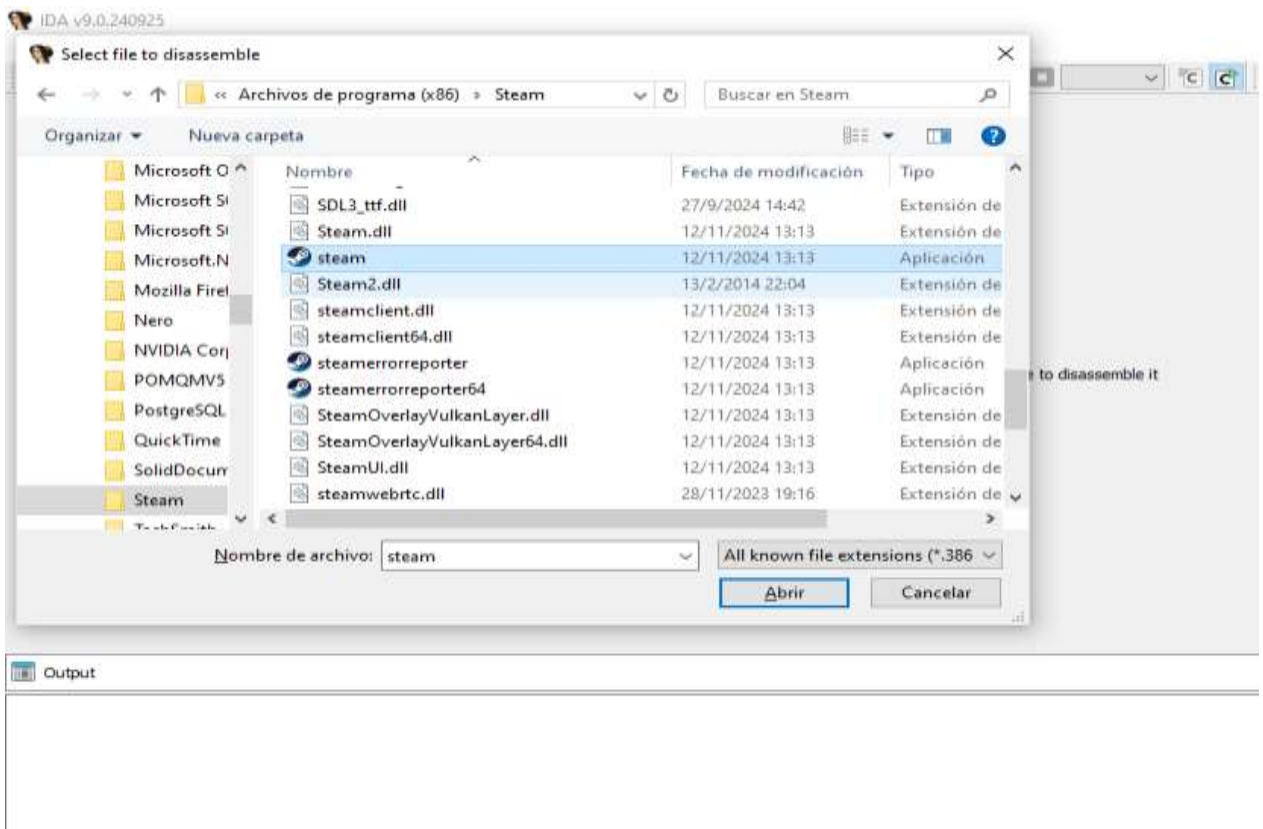 IDA v9.0.240925
Select file to disassemble
« Archivos de programa (x86) » Steam
Buscar en Steam
Organizar
Nueva carpeta
Nombre
Fecha de modificación
Tipo
Microsoft O
Microsoft
Microsoft
Microsoft.N
Mozilla Firef
Nero
NVIDIA Corp
POMQMV5
PostgreSQL
QuickTime
SolidDocum
Steam
SDL3_ttf.dll 27/9/2024 14:42 Extensión de
Steam.dll 12/11/2024 13:13 Extensión de
steam 12/11/2024 13:13 Aplicación
Steam2.dll 13/2/2014 22:04 Extensión de
steamclient.dll 12/11/2024 13:13 Extensión de
steamclient64.dll 12/11/2024 13:13 Extensión de
steamerrorreporter 12/11/2024 13:13 Aplicación
steamerrorreporter64 12/11/2024 13:13 Aplicación
SteamOverlayVulkanLayer.dll 12/11/2024 13:13 Extensión de
SteamOverlayVulkanLayer64.dll 12/11/2024 13:13 Extensión de
SteamUI.dll 12/11/2024 13:13 Extensión de
steamwebrtc.dll 28/11/2023 19:16 Extensión de
to disassemble it
Nombre de archivo: steam
All known file extensions (*.386
Abrir
Cancelar
Output